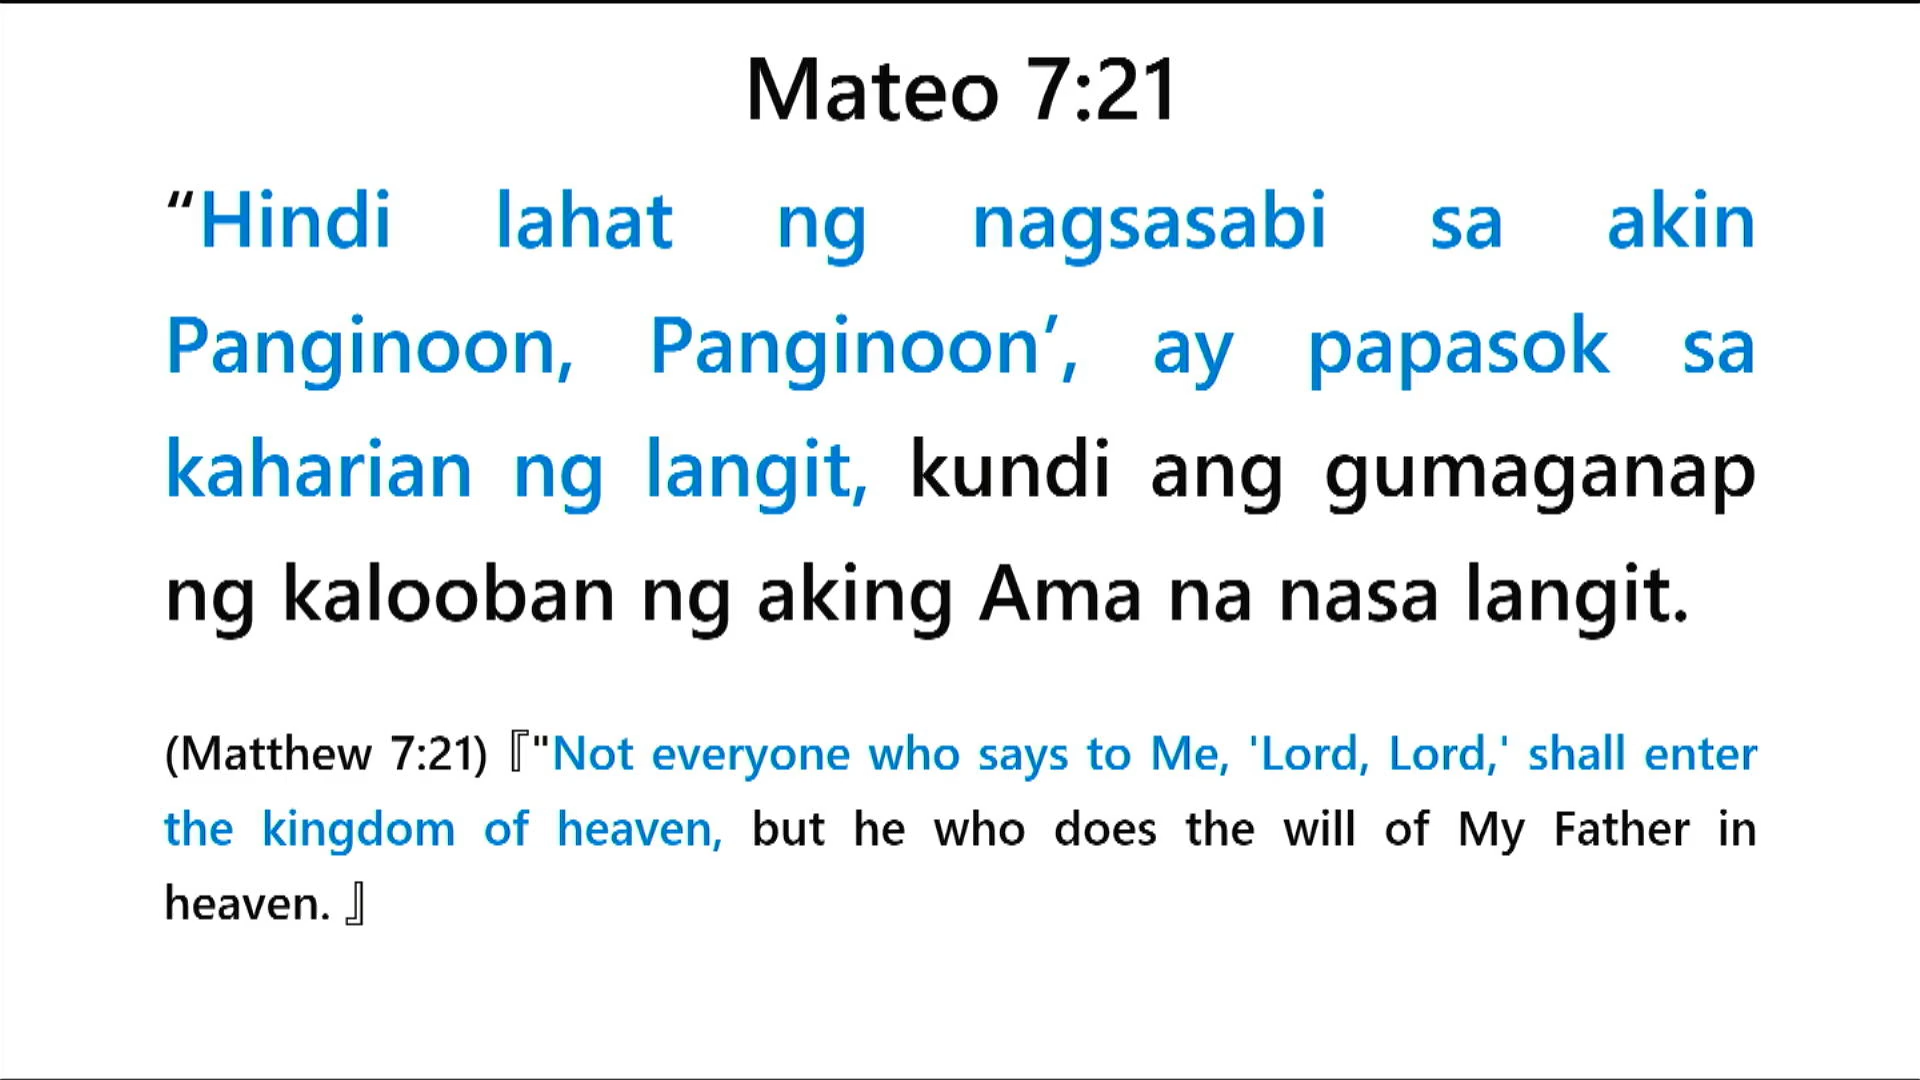 Mateo 7:21
“Hindi lahat ng nagsasabi sa akin
Panginoon, Panginoon’, ay papasok sa
kaharian ng langit, kundi ang gumaganap
ng kalooban ng aking Ama na nasa langit.
(Matthew 7:21) 『"Not everyone who says to Me, 'Lord, Lord,' shall enter
the kingdom of heaven, but he who does the will of My Father in
heaven. 』